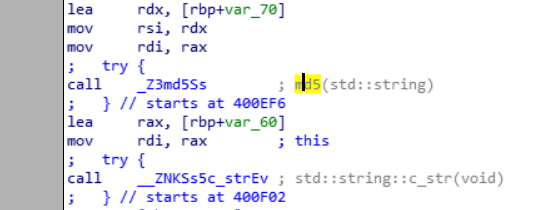 lea rdx, [rbp+var_70]
mov rsi, rdx
mov rdi, rax
; try {
call _Z3md5Ss ; md5(std::string)
; } // starts at 400EF6
lea rax, [rbp+var_60]
mov rdi, rax ; this
; try {
call __ZNKSs5c_strEv ; std::string::c_str(void)
; } // starts at 400F02